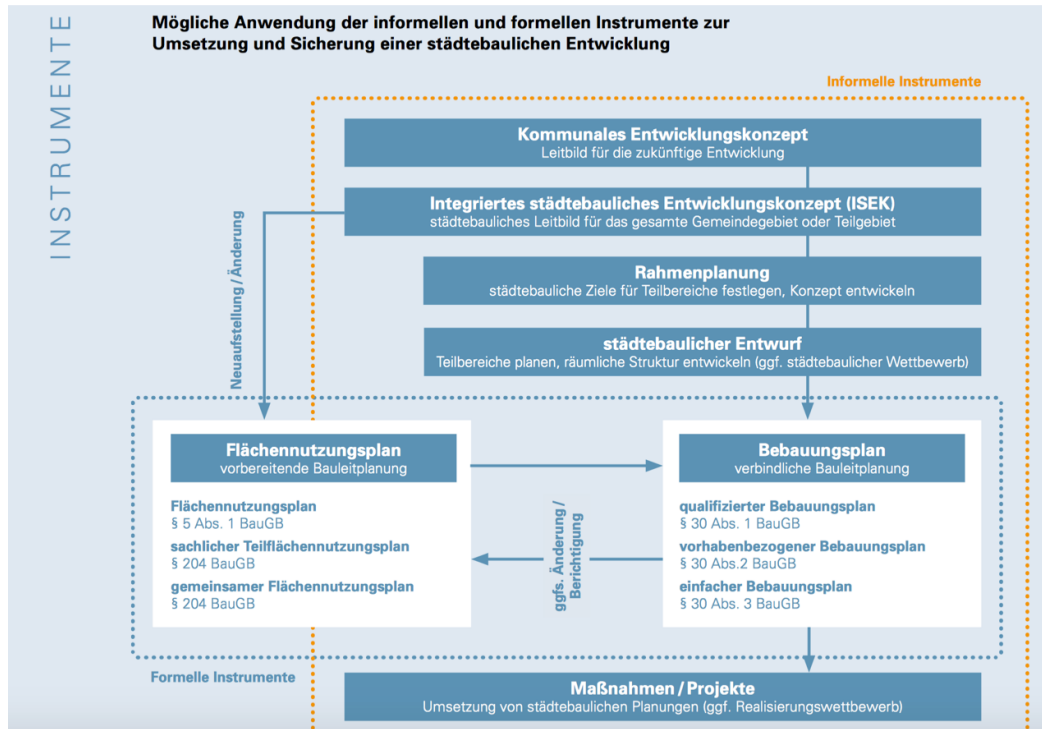 INSTRUMENTE
Mögliche Anwendung der informellen und formellen Instrumente zur
Umsetzung und Sicherung einer städtebaulichen Entwicklung
Informelle Instrumente
Kommunales Entwicklungskonzept
Leitbild für die zukünftige Entwicklung
Integriertes städtebauliches Entwicklungskonzept (ISEK)
städtebauliches Leitbild für das gesamte Gemeindegebiet oder Teilgebiet
Neuaufstellung / Änderung
Rahmenplanung
städtebauliche Ziele für Teilbereiche festlegen, Konzept entwickeln
städtebaulicher Entwurf
Teilbereiche planen, räumliche Struktur entwickeln (ggf. städtebaulicher Wettbewerb)
Flächennutzungsplan
vorbereitende Bauleitplanung
Flächennutzungsplan
§ 5 Abs. 1 BauGB
sachlicher Teilflächennutzungsplan
§ 204 BauGB
gemeinsamer Flächennutzungsplan
§ 204 BauGB
ggfs. Änderung /
Berichtigung
Bebauungsplan
verbindliche Bauleitplanung
qualifizierter Bebauungsplan
§ 30 Abs. 1 BauGB
vorhabenbezogener Bebauungsplan
§ 30 Abs.2 BauGB
einfacher Bebauungsplan
§ 30 Abs. 3 BauGB
Formelle Instrumente
Maßnahmen / Projekte
Umsetzung von städtebaulichen Planungen (ggf. Realisierungswettbewerb)